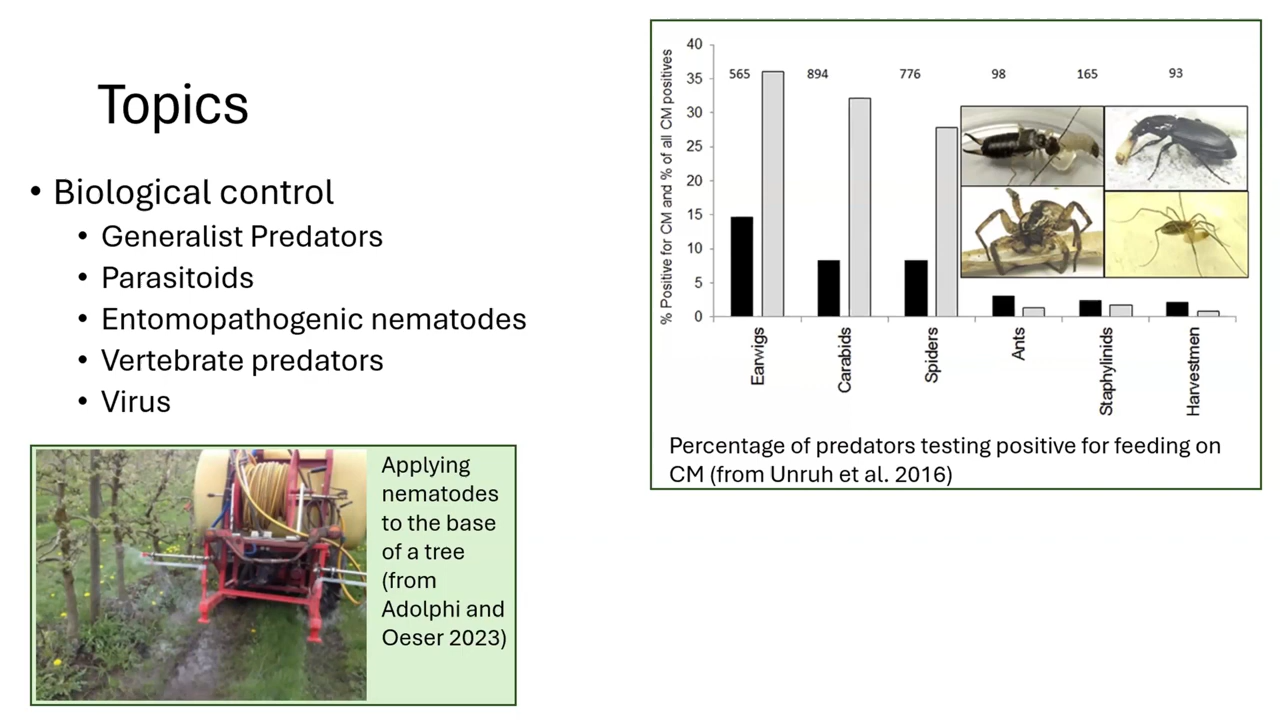 Topics
• Biological control
• Generalist Predators
• Parasitoids
• Entomopathogenic nematodes
• Vertebrate predators
• Virus
Applying
nematodes
to the base
of a tree
(from
Adolphi and
Oeser 2023)
% Positive for CM and % of all CM positives
40
35
30
25
20
15
10
5
0
565 894 776 98 165 93
Earwigs
Carabids
Spiders
Ants
Staphylinids
Harvestmen
Percentage of predators testing positive for feeding on
CM (from Unruh et al. 2016)